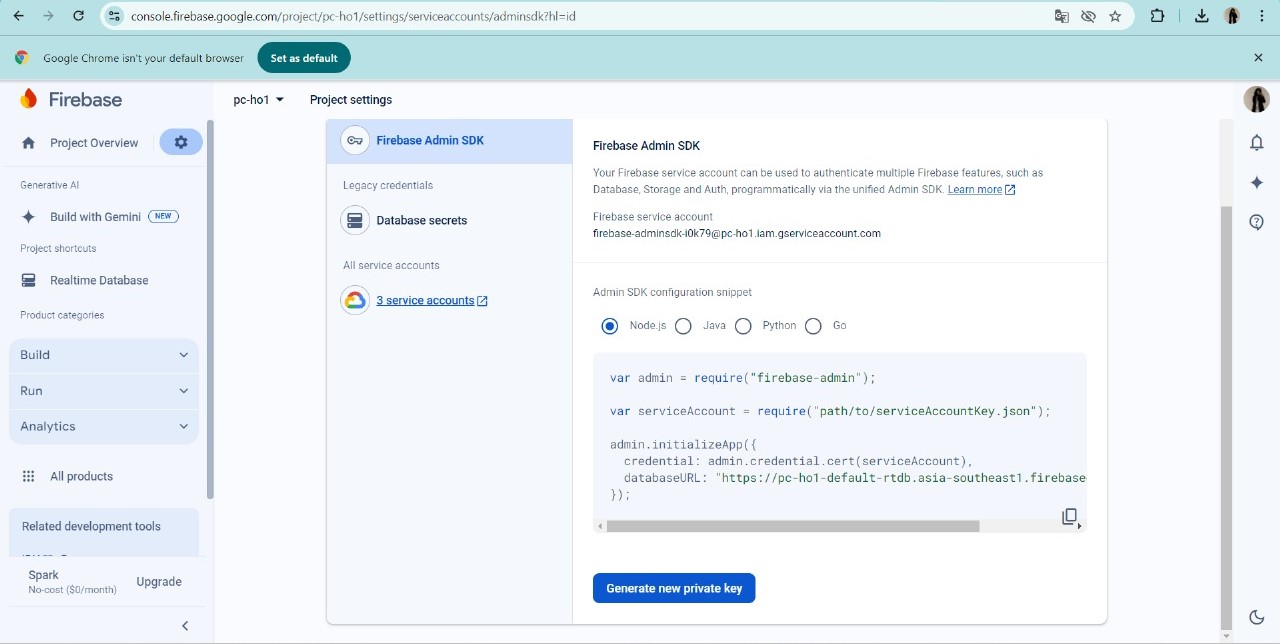 console.firebase.google.com/project/pc-ho1/settings/serviceaccounts/adminsdk?hl=id
Google Chrome isn't your default browser
Set as default
Firebase
pc-ho1
Project settings
Project Overview
Generative AI
Build with Gemini NEW
Project shortcuts
Realtime Database
Product categories
Build
Run
Analytics
All products
Related development tools
Spark
No-cost ($0/month)
Upgrade
Firebase Admin SDK
Legacy credentials
Database secrets
All service accounts
3 service accounts
Firebase Admin SDK
Your Firebase service account can be used to authenticate multiple Firebase features, such as
Database, Storage and Auth, programmatically via the unified Admin SDK. Learn more
Firebase service account
firebase-adminsdk-i0k79@pc-ho1.iam.gserviceaccount.com
Admin SDK configuration snippet
Node.js Java Python Go
var admin = require("firebase-admin");
var serviceAccount = require("path/to/serviceAccountKey.json");
admin.initializeApp({
credential: admin.credential.cert(serviceAccount),
databaseURL: "https://pc-ho1-default-rtdb.asia-southeast1.firebase
});
Generate new private key